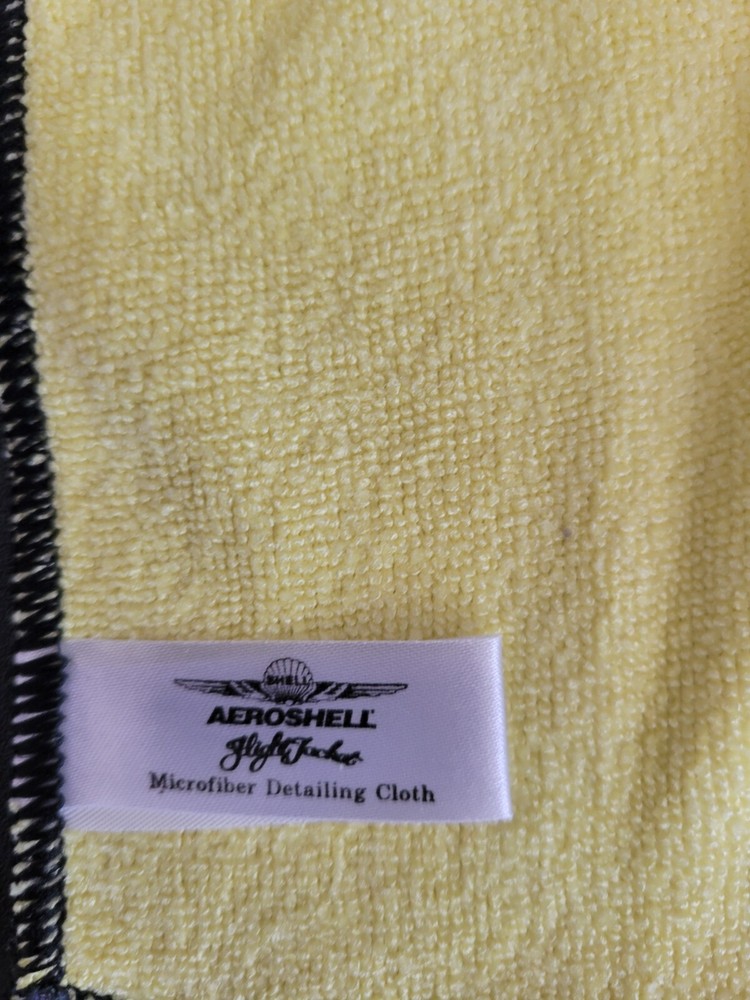 SHELL
AEROSHELL
Flight Jacket
Microfiber Detailing Cloth